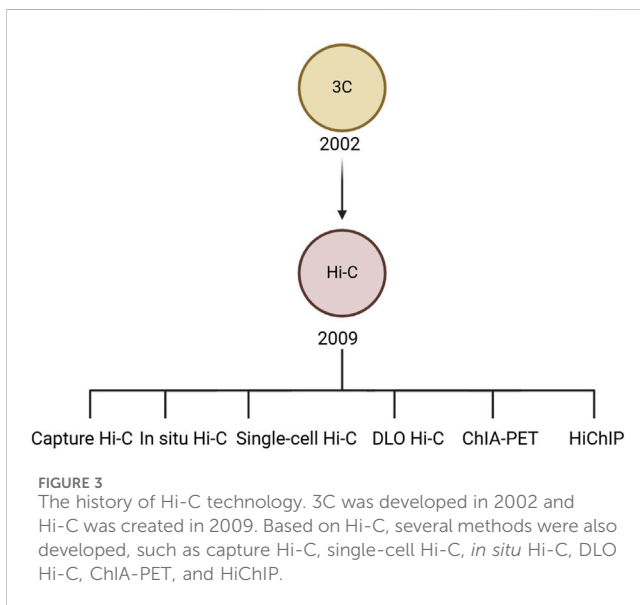 3C
2002
Hi-C
2009
Capture Hi-C In situ Hi-C Single-cell Hi-C DLO Hi-C ChIA-PET HiChIP
FIGURE 3
The history of Hi-C technology. 3C was developed in 2002 and
Hi-C was created in 2009. Based on Hi-C, several methods were also
developed, such as capture Hi-C, single-cell Hi-C, in situ Hi-C, DLO
Hi-C, ChIA-PET, and HiChIP.